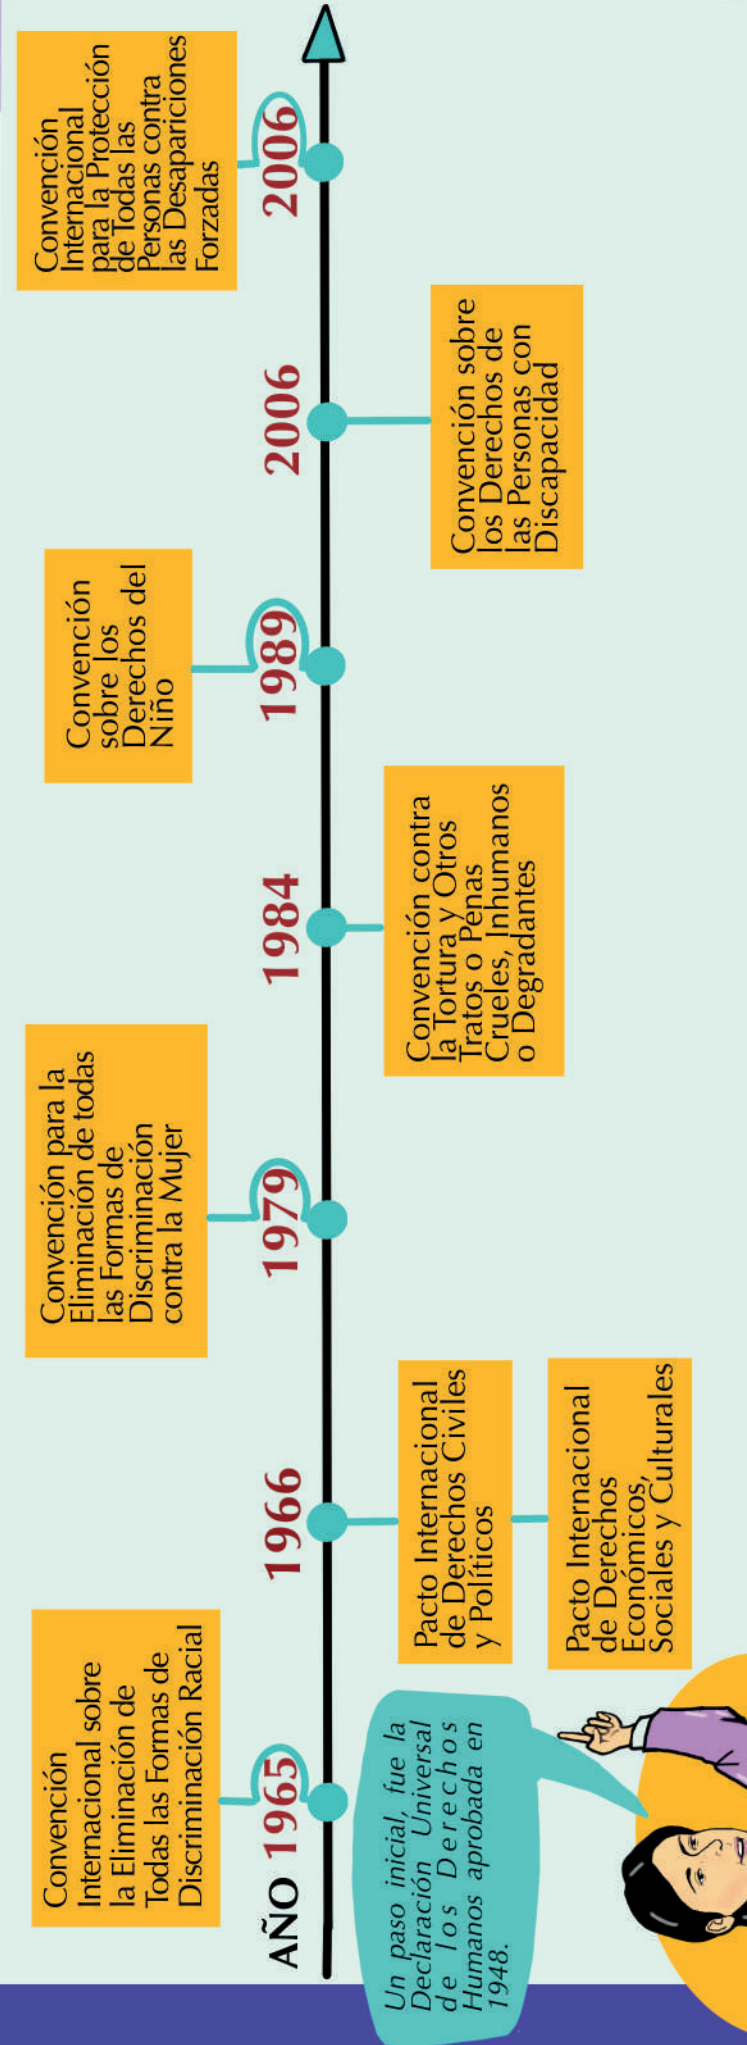 Convención
Internacional sobre
la Eliminación de
Todas las Formas de
Discriminación Racial
AÑO 1965
Un paso inicial, fue la
Declaración Universal
de los Derechos
Humanos aprobada en
1948.
1966
Pacto Internacional
de Derechos Civiles
y Políticos
Pacto Internacional
de Derechos
Económicos,
Sociales y Culturales
Convención para la
Eliminación de todas
las Formas de
Discriminación
contra la Mujer
1979
1984
Convención contra
la Tortura y Otros
Tratos o Penas
Crueles, Inhumanos
o Degradantes
Convención
sobre los
Derechos del
Niño
1989
2006
Convención sobre
los Derechos de
las Personas con
Discapacidad
Convención
Internacional
para la Protección
de Todas las
Personas contra
las Desapariciones
Forzadas
2006